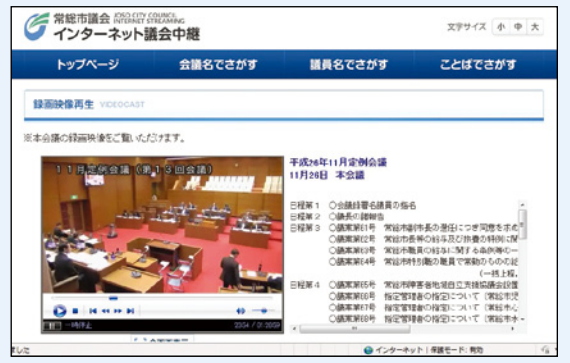 常総市議会 JOSO CITY COUNCIL
INTERNET STREAMING
インターネット議会中継
文字サイズ 小 中 大
トップページ 会議名でさがす 議員名でさがす ことばでさがす
録画映像再生 VIDEOCAST
※本会議の録画映像をご覧いただけます。
11月定例会議(第13回会議)
平成26年11月定例会議
11月26日 本会議
日程第1 ○会議録署名議員の指名
日程第2 ○議長の諸報告
日程第3 ○議案第61号 常総市副市長の選任につき同意を求め
○議案第62号 常総市長等の給与及び旅費の特例に関
○議案第63号 常総市職員の給与に関する条例等の一
○議案第64号 常総市特別職の職員で常勤のものの給
(一括上程、
日程第4 ○議案第65号 常総市障害者地域自立支援協議会設置
○議案第66号 指定管理者の指定について(常総市児
○議案第67号 指定管理者の指定について(常総市心
○議案第68号 指定管理者の指定について(常総市水
一時停止
インターネット | 保護モード: 有効